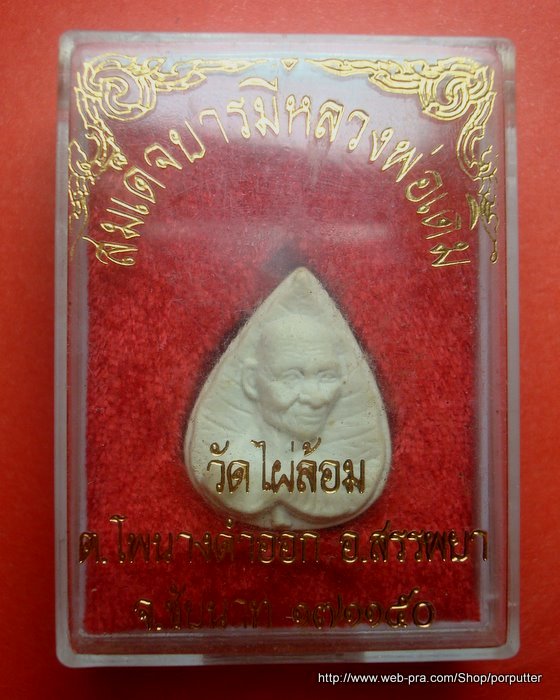 สมเด็จบารมีหลวงพ่อเดิม
วัดไผ่ล้อม
ต.โพนางดำออก อ.สรรพยา
จ.ชัยนาท ๑๗๑๕๐
http://www.web-pra.com/Shop/porputter